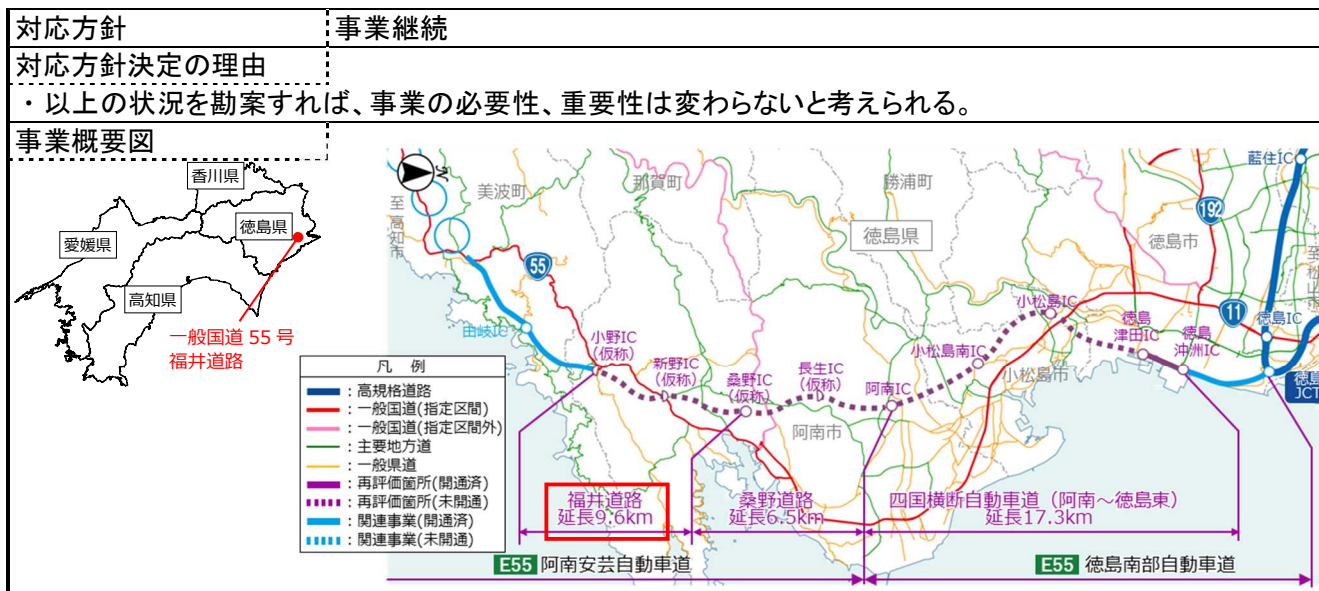 対応方針 事業継続
対応方針決定の理由
・以上の状況を勘案すれば、事業の必要性、重要性は変わらないと考えられる。
事業概要図
香川県
徳島県
愛媛県
高知県
一般国道 55 号
福井道路
凡 例
：高規格道路
：一般国道(指定区間)
：一般国道(指定区間外)
：主要地方道
：一般県道
：再評価箇所(開通済)
：再評価箇所(未開通)
：関連事業(開通済)
：関連事業(未開通)
N
至高知市
美波町
那賀町
勝浦町
徳島県
藍住IC
192
徳島市
至松山市
55
由岐IC
小野IC
(仮称)
新野IC
(仮称)
桑野IC
(仮称)
長生IC
(仮称)
阿南IC
小松島南IC
小松島IC
小松島市
徳島
津田IC
徳島
沖洲IC
11
徳島IC
徳島
JCT
阿南市
福井道路
延長9.6km
桑野道路
延長6.5km
四国横断自動車道（阿南～徳島東）
延長17.3km
E55 阿南安芸自動車道
E55 徳島南部自動車道